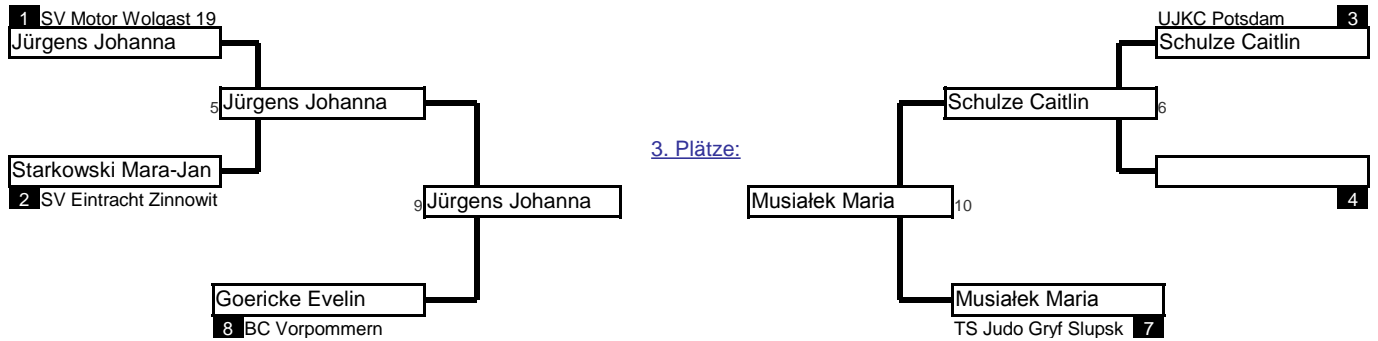 1 SV Motor Wolgast 19
UJKC Potsdam 3
Jürgens Johanna
Schulze Caitlin
5 Jürgens Johanna
Schulze Caitlin 6
3. Plätze:
Starkowski Mara-Jan
2 SV Eintracht Zinnowit
4
9 Jürgens Johanna
Musiałek Maria 10
Goericke Evelin
Musiałek Maria
8 BC Vorpommern
TS Judo Gryf Slupsk 7